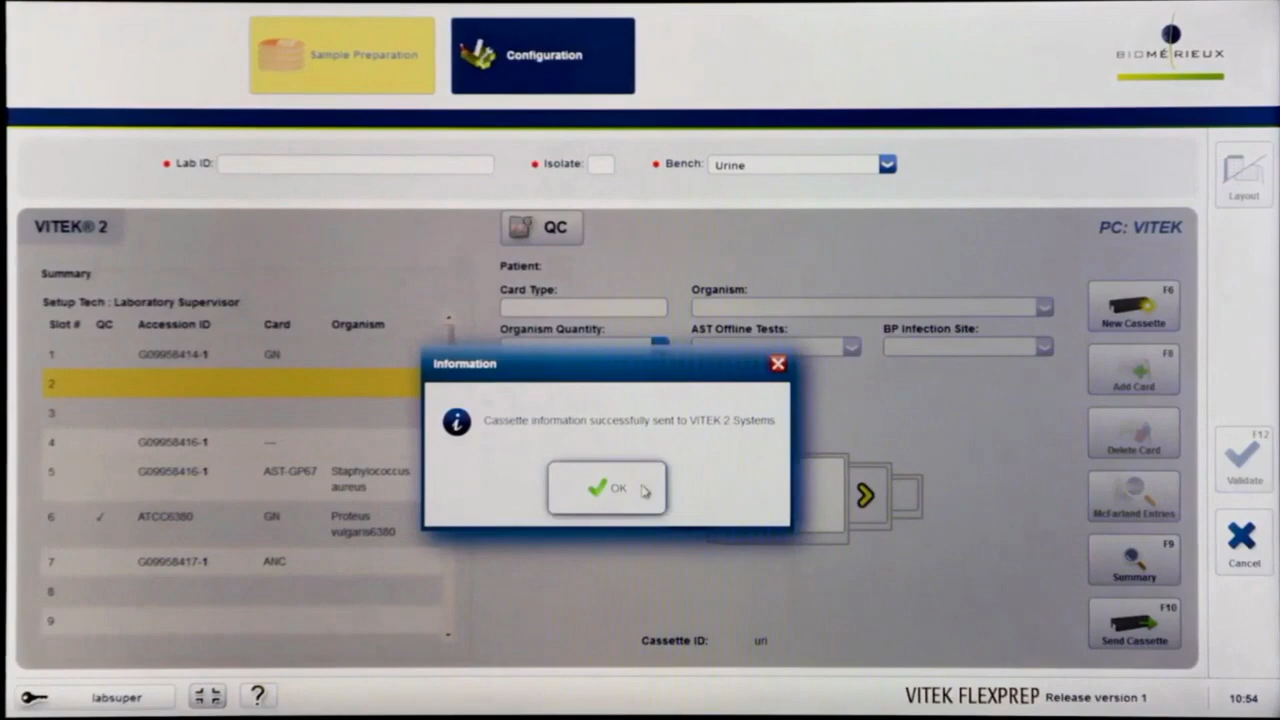 Sample Preparation
Configuration
BIOMÉRIEUX
Lab ID:
Isolate:
Bench: Urine
Layout
VITEK® 2
QC
PC: VITEK
Summary
Patient:
Card Type:
Organism:
Setup Tech : Laboratory Supervisor
Slot # QC Accession ID Card Organism
Organism Quantity:
AST Offline Tests:
BP Infection Site:
1 G09958414-1 GN
2
3
4 G09958416-1 —
5 G09958416-1 AST-GP67 Staphylococcus
aureus
6 ✓ ATCC6380 GN Proteus
vulgaris6380
7 G09958417-1 ANC
8
9
Information
Cassette information successfully sent to VITEK 2 Systems
OK
F6
New Cassette
F8
Add Card
Delete Card
McFarland Entries
F9
Summary
F10
Send Cassette
F12
Validate
Cancel
Cassette ID: uri
labsuper
?
VITEK FLEXPREP Release version 1
10:54